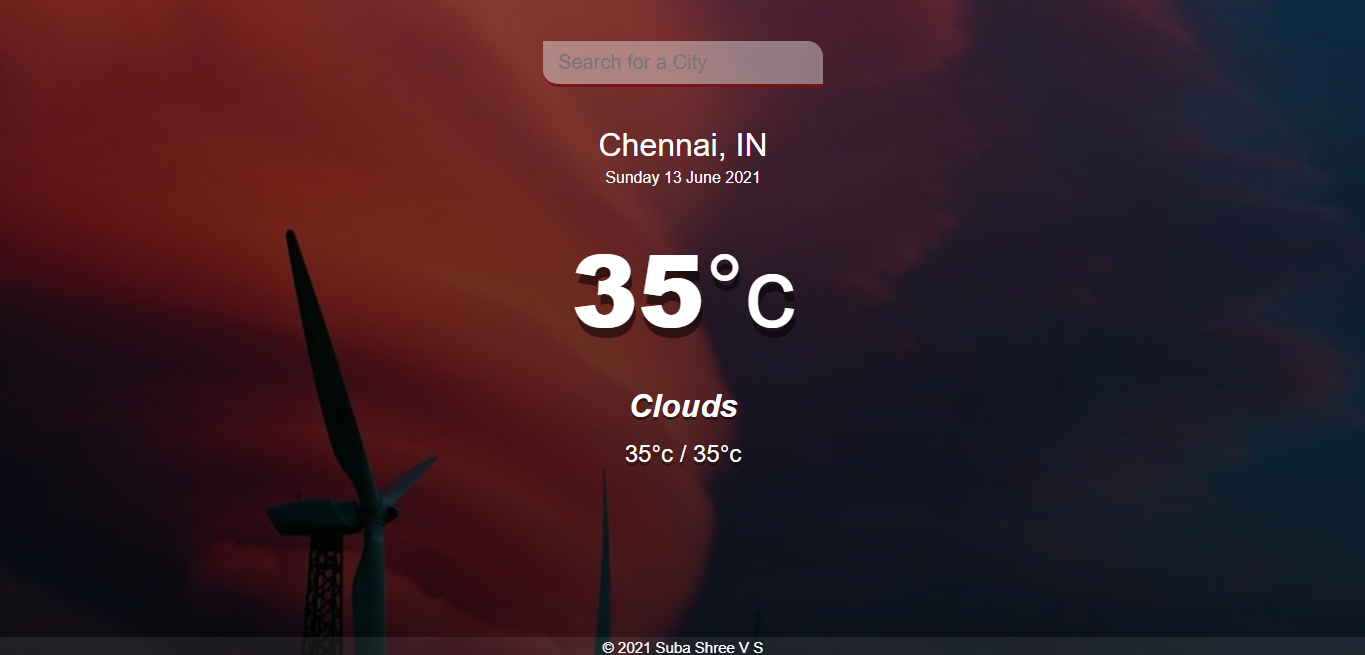 Search for a City
Chennai, IN
Sunday 13 June 2021
35°c
Clouds
35°c / 35°c
© 2021 Suba Shree V S